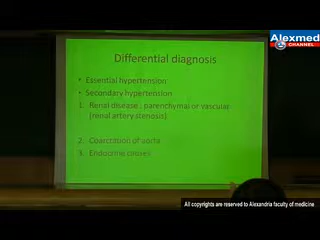 Alexmed
CHANNEL
Differential diagnosis
• Essential hypertension
• Secondary hypertension
1. Renal disease : parenchymal or vascular
(renal artery stenosis)
2. Coarctation of aorta
3. Endocrine causes
All copyrights are reserved to Alexandria faculty of medicine